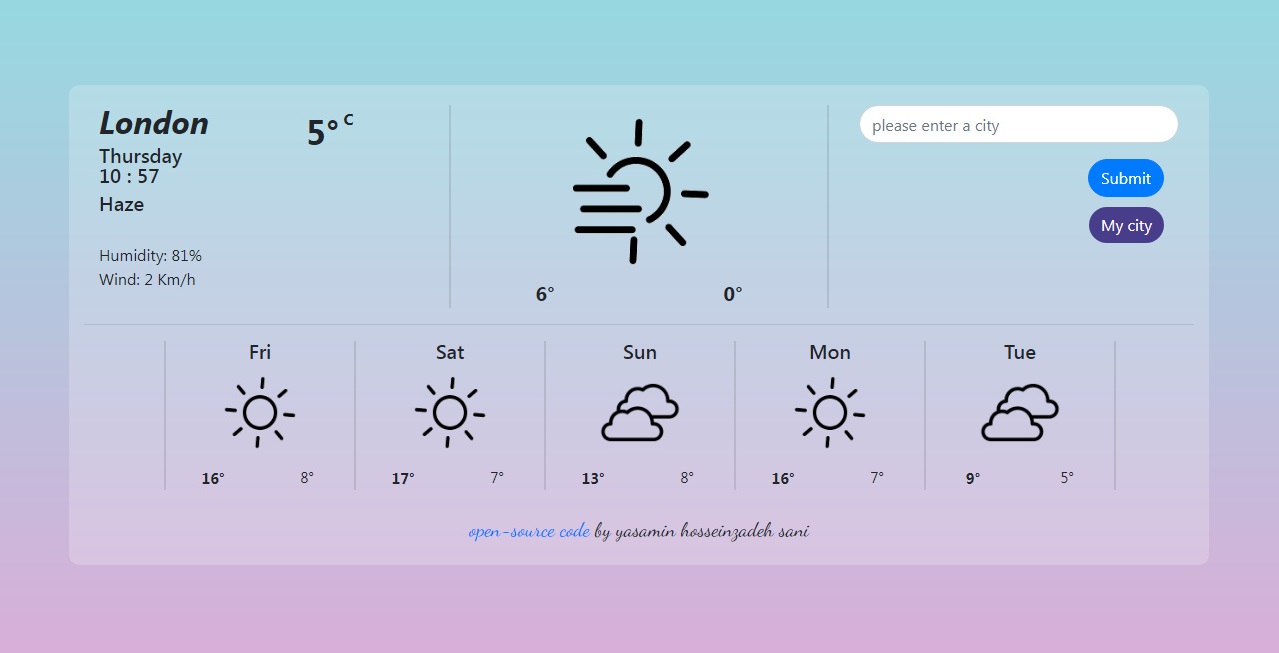 London
5° C
Thursday
10 : 57
Haze
Humidity: 81%
Wind: 2 Km/h
6° 0°
please enter a city
Submit
My city
Fri Sat Sun Mon Tue
16° 8° 17° 7° 13° 8° 16° 7° 9° 5°
open-source code by yasamin hosseinzadeh sani